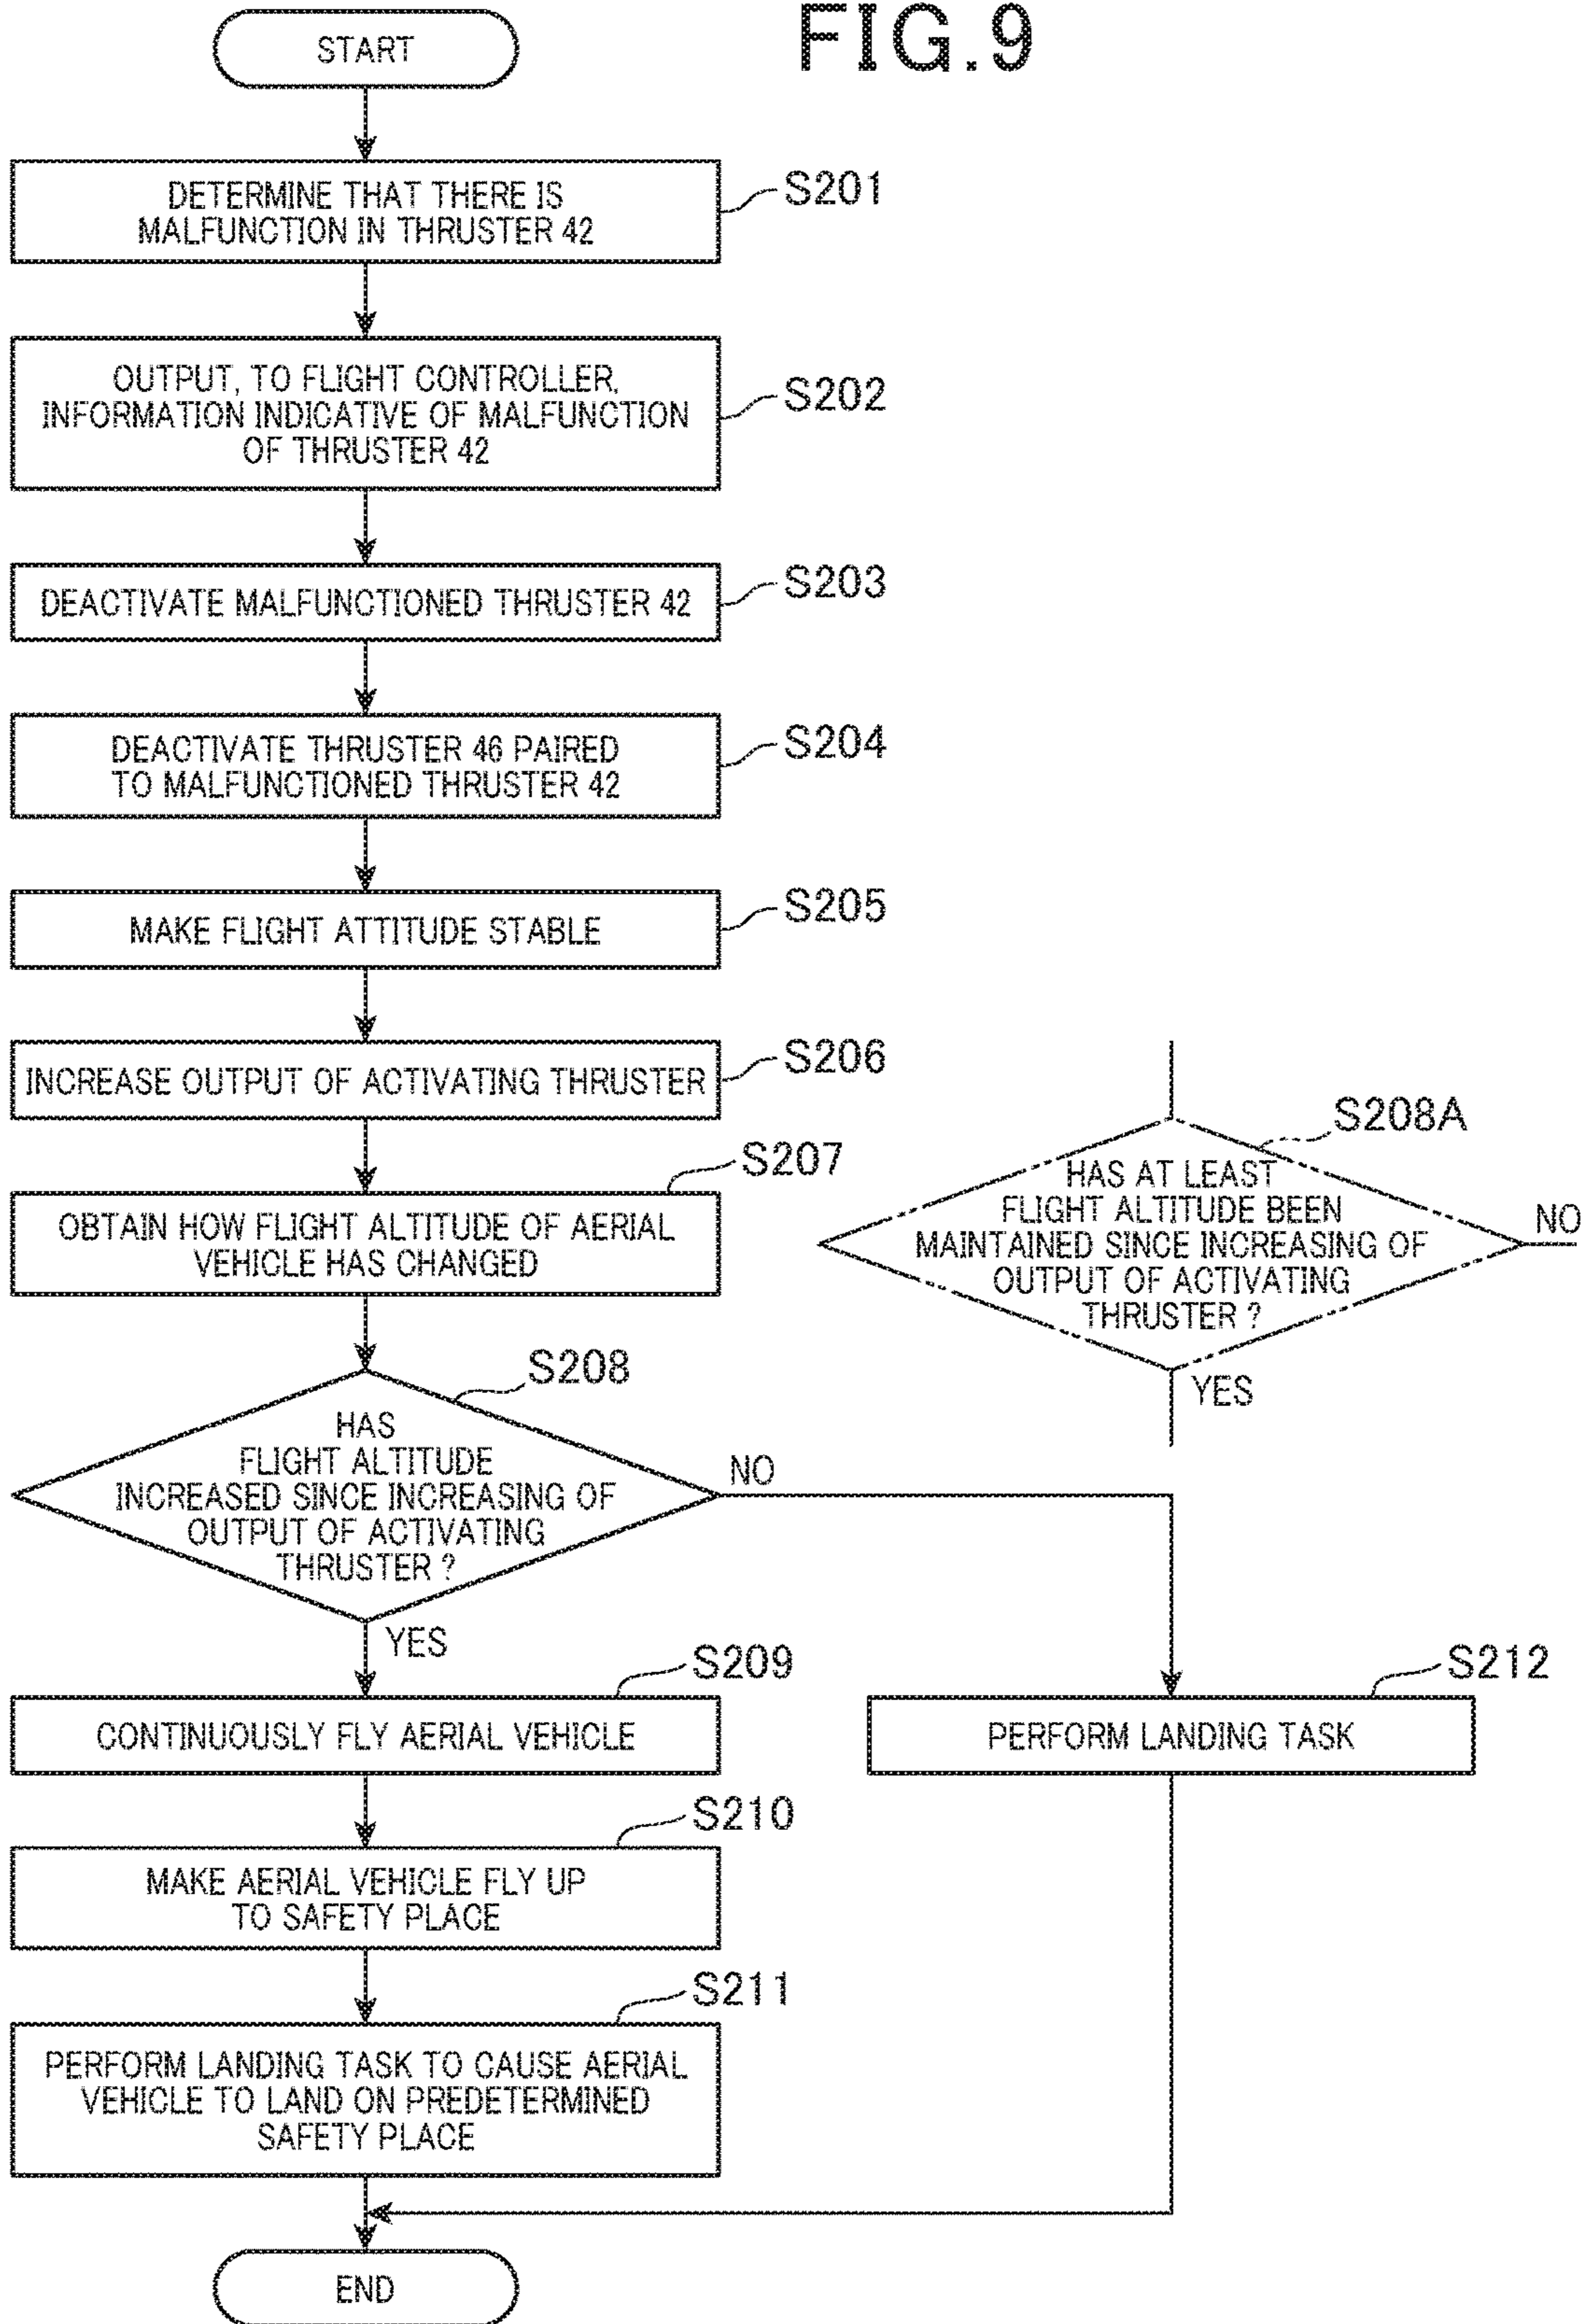 FIG.9
START
DETERMINE THAT THERE IS
MALFUNCTION IN THRUSTER 42
S201
OUTPUT, TO FLIGHT CONTROLLER,
INFORMATION INDICATIVE OF MALFUNCTION
OF THRUSTER 42
S202
DEACTIVATE MALFUNCTIONED THRUSTER 42
S203
DEACTIVATE THRUSTER 46 PAIRED
TO MALFUNCTIONED THRUSTER 42
S204
MAKE FLIGHT ATTITUDE STABLE
S205
INCREASE OUTPUT OF ACTIVATING THRUSTER
S206
S207
OBTAIN HOW FLIGHT ALTITUDE OF AERIAL
VEHICLE HAS CHANGED
S208A
HAS AT LEAST
FLIGHT ALTITUDE BEEN
MAINTAINED SINCE INCREASING OF
OUTPUT OF ACTIVATING
THRUSTER ?
NO
YES
S208
HAS
FLIGHT ALTITUDE
INCREASED SINCE INCREASING OF
OUTPUT OF ACTIVATING
THRUSTER ?
NO
YES
S209
CONTINUOUSLY FLY AERIAL VEHICLE
S212
PERFORM LANDING TASK
S210
MAKE AERIAL VEHICLE FLY UP
TO SAFETY PLACE
S211
PERFORM LANDING TASK TO CAUSE AERIAL
VEHICLE TO LAND ON PREDETERMINED
SAFETY PLACE
END